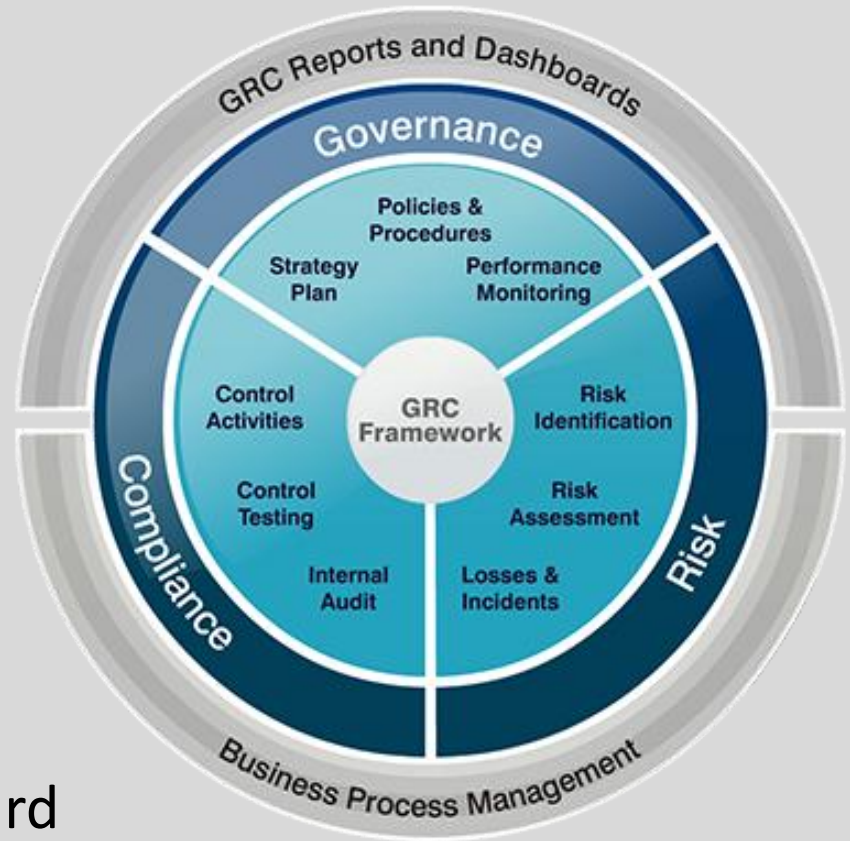 GRC Reports and Dashboards
Governance
Policies &
Procedures
Strategy
Plan
Performance
Monitoring
Control
Activities
GRC
Framework
Risk
Identification
Control
Testing
Risk
Assessment
Internal
Audit
Losses &
Incidents
Compliance
Risk
Business Process Management
rd